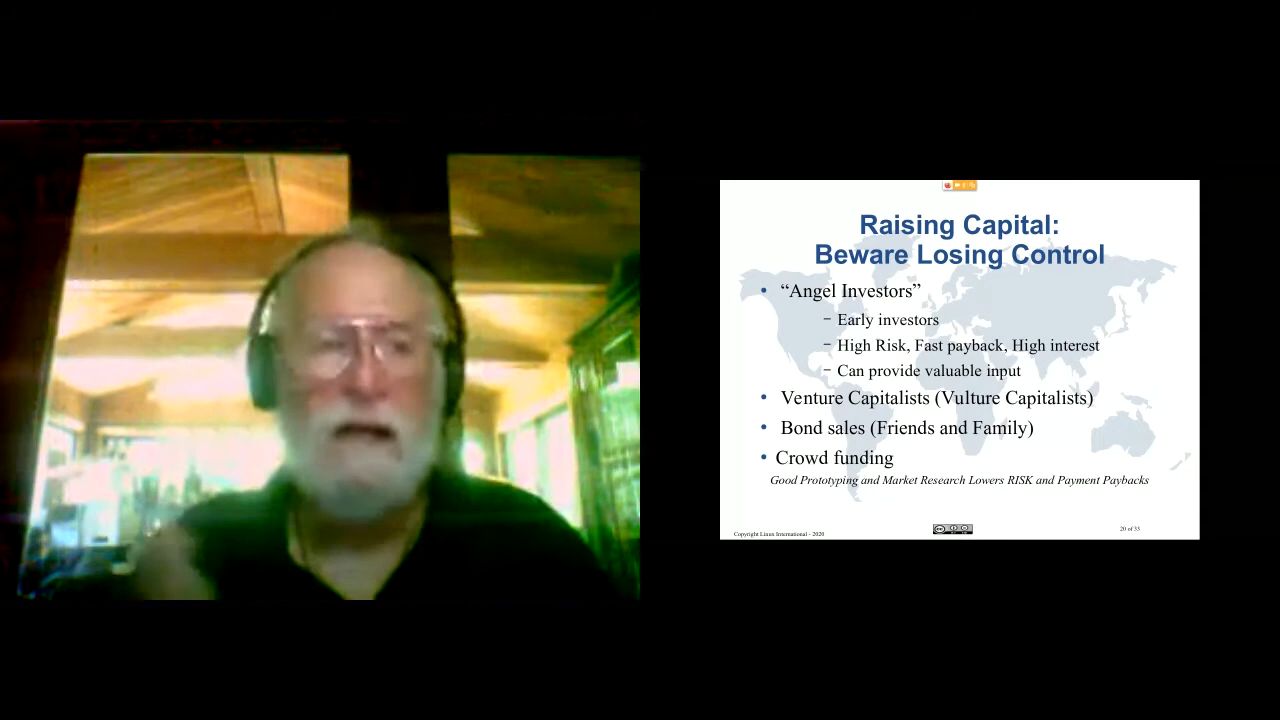 Raising Capital:
Beware Losing Control
• “Angel Investors”
– Early investors
– High Risk, Fast payback, High interest
– Can provide valuable input
• Venture Capitalists (Vulture Capitalists)
• Bond sales (Friends and Family)
• Crowd funding
Good Prototyping and Market Research Lowers RISK and Payment Paybacks
Copyright Linux International - 2020
20 of 33